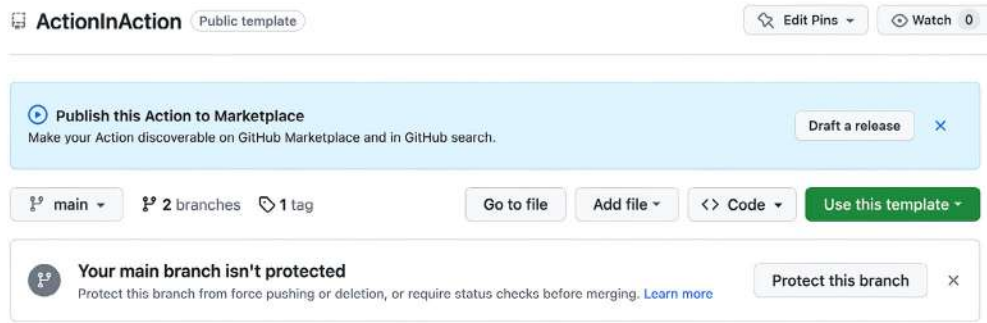 ActionInAction Public template Edit Pins Watch 0
Publish this Action to Marketplace
Make your Action discoverable on GitHub Marketplace and in GitHub search.
Draft a release
main 2 branches 1 tag Go to file Add file <> Code Use this template
Your main branch isn't protected
Protect this branch from force pushing or deletion, or require status checks before merging. Learn more
Protect this branch